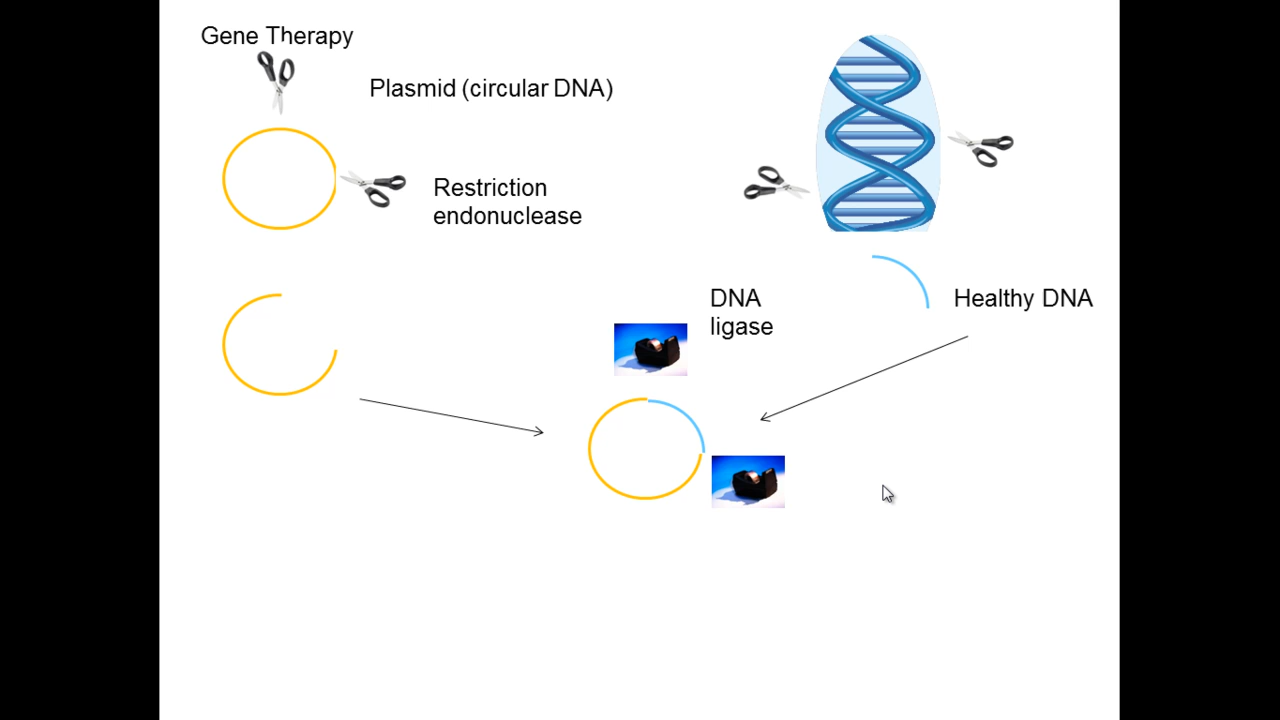 Gene Therapy
Plasmid (circular DNA)
Restriction
endonuclease
DNA
ligase
Healthy DNA